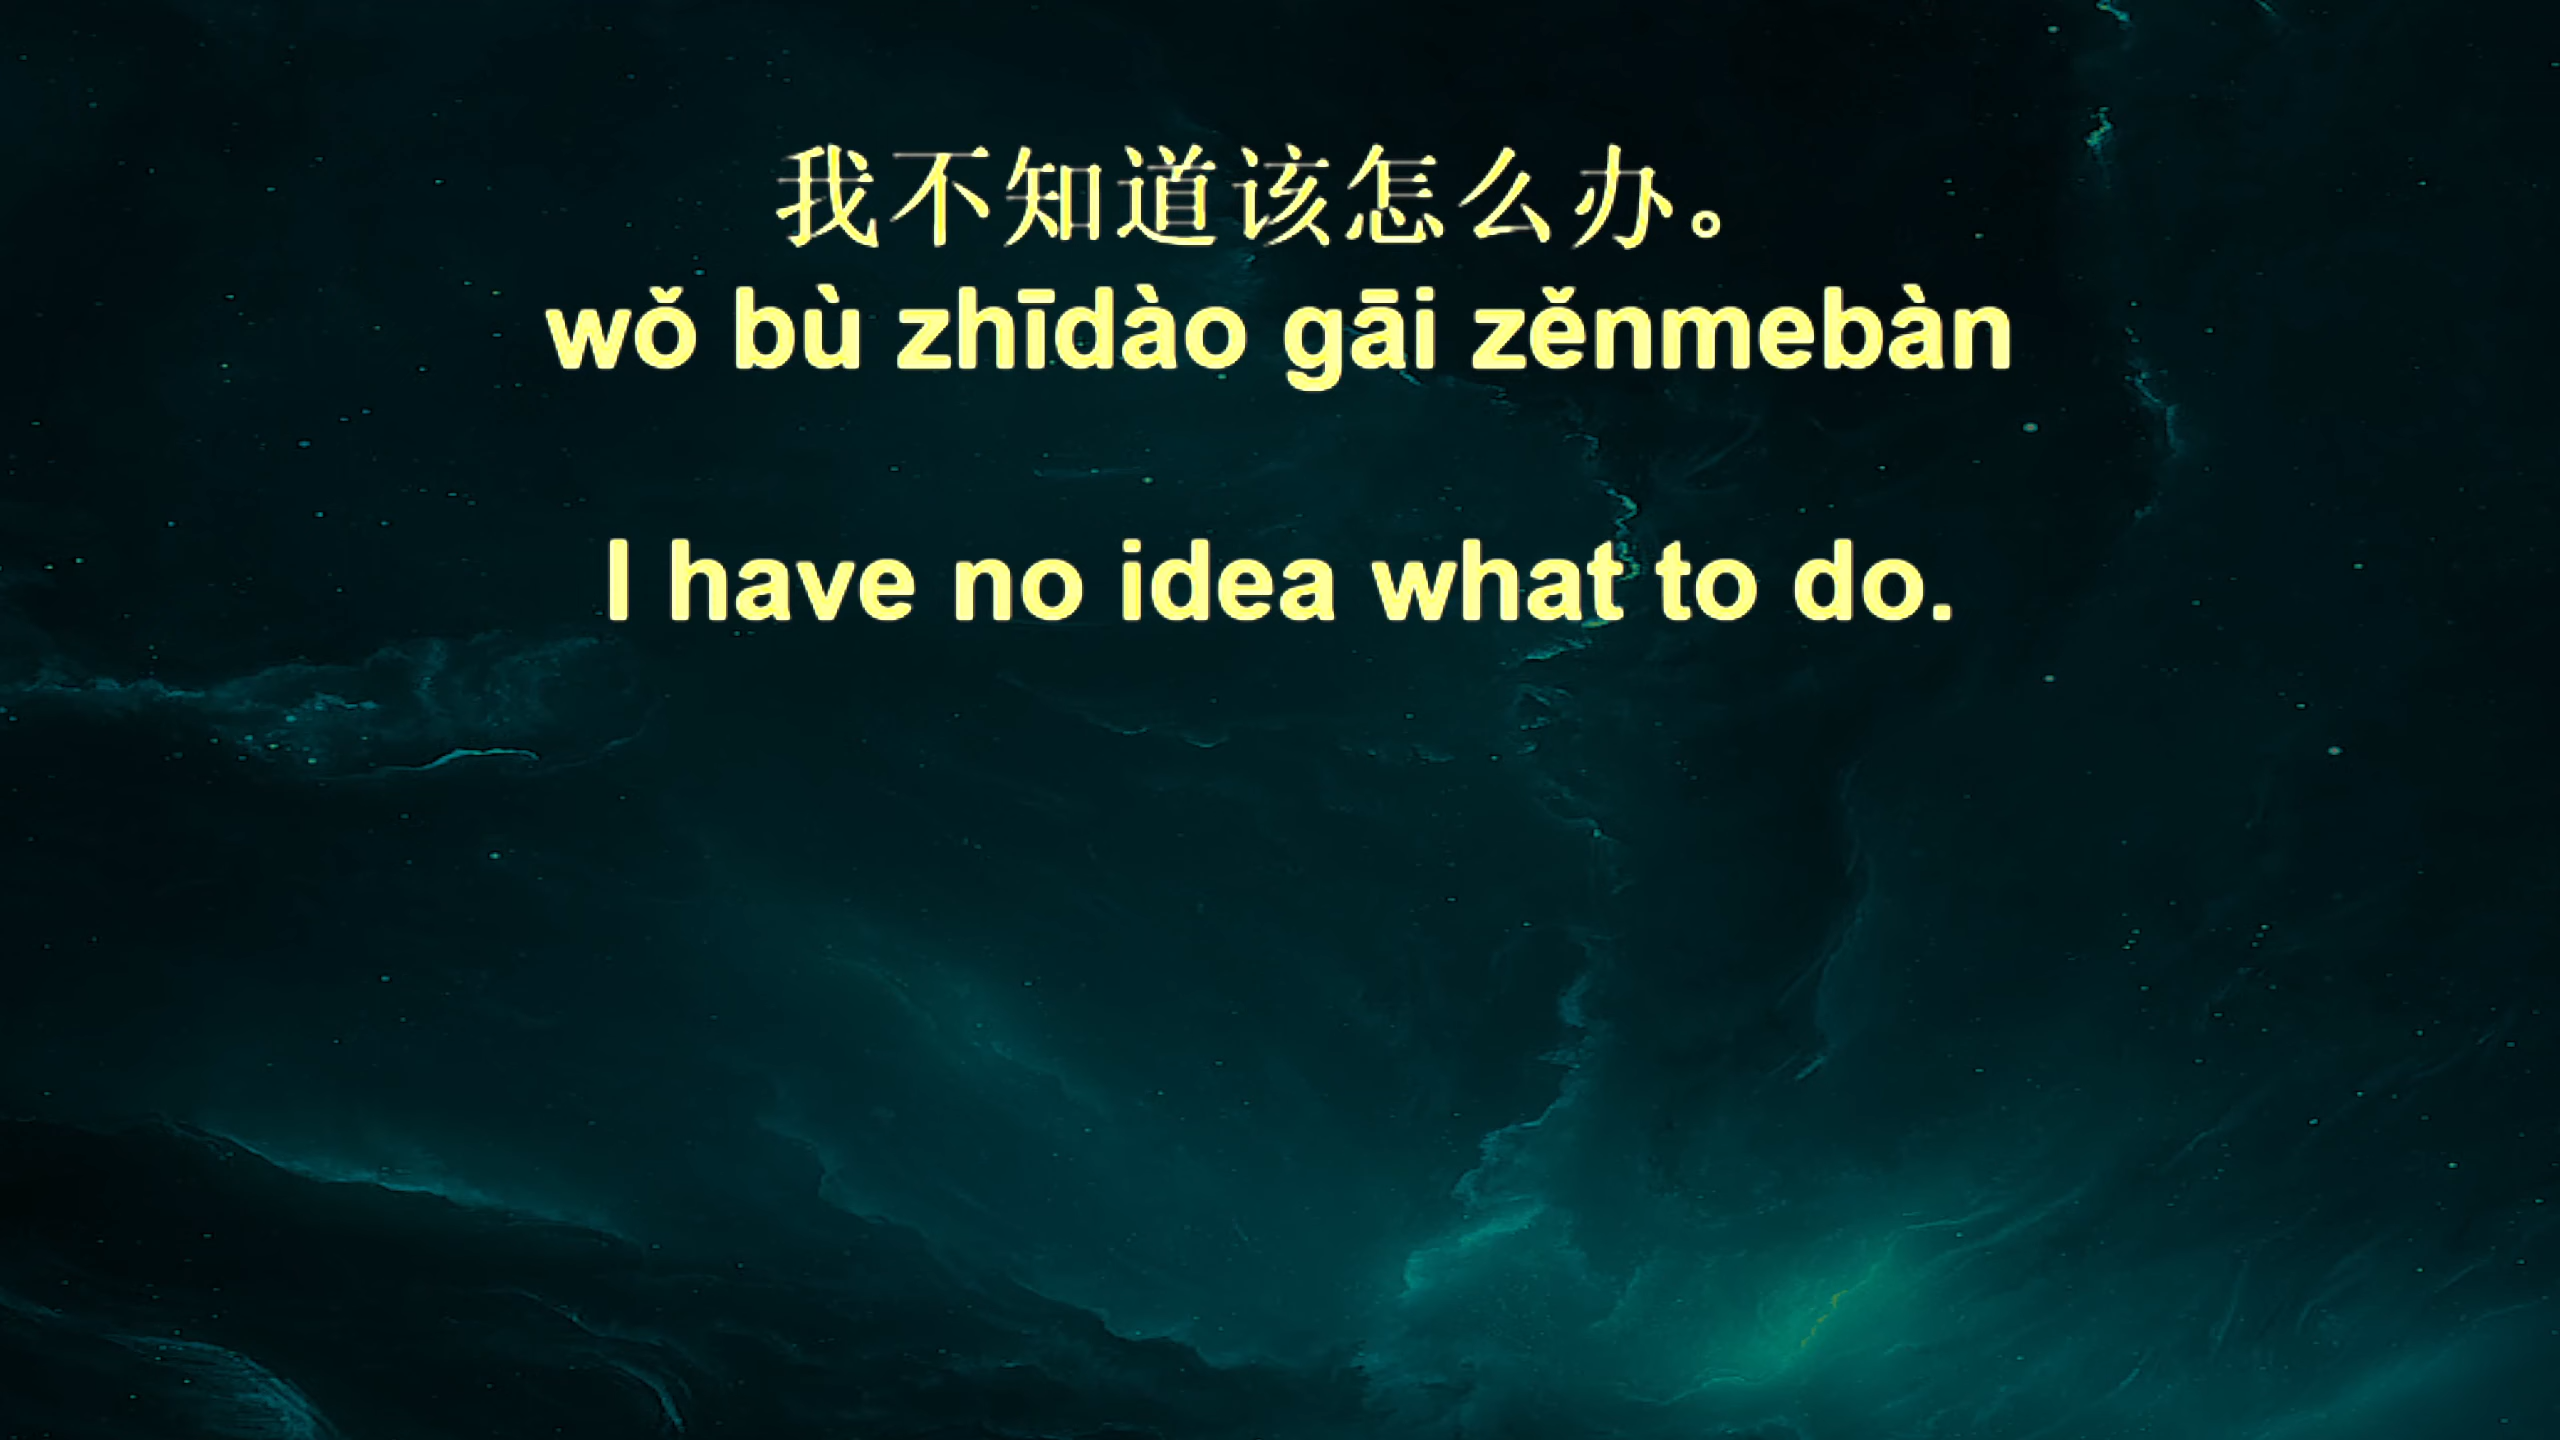 我不知道该怎么办。
wǒ bù zhīdào gāi zěnmebàn
I have no idea what to do.